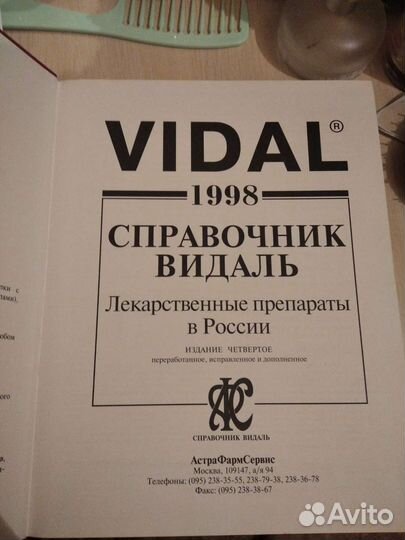 VIDAL®
1998
СПРАВОЧНИК
ВИДАЛЬ
Лекарственные препараты
в России
ИЗДАНИЕ ЧЕТВЕРТОЕ
переработанное, исправленное и дополненное
СПРАВОЧНИК ВИДАЛЬ
АстраФармСервис
Москва, 109147, а/я 94
Телефоны: (095) 238-35-55, 238-79-38, 238-36-78
Факс: (095) 238-38-67
Avito